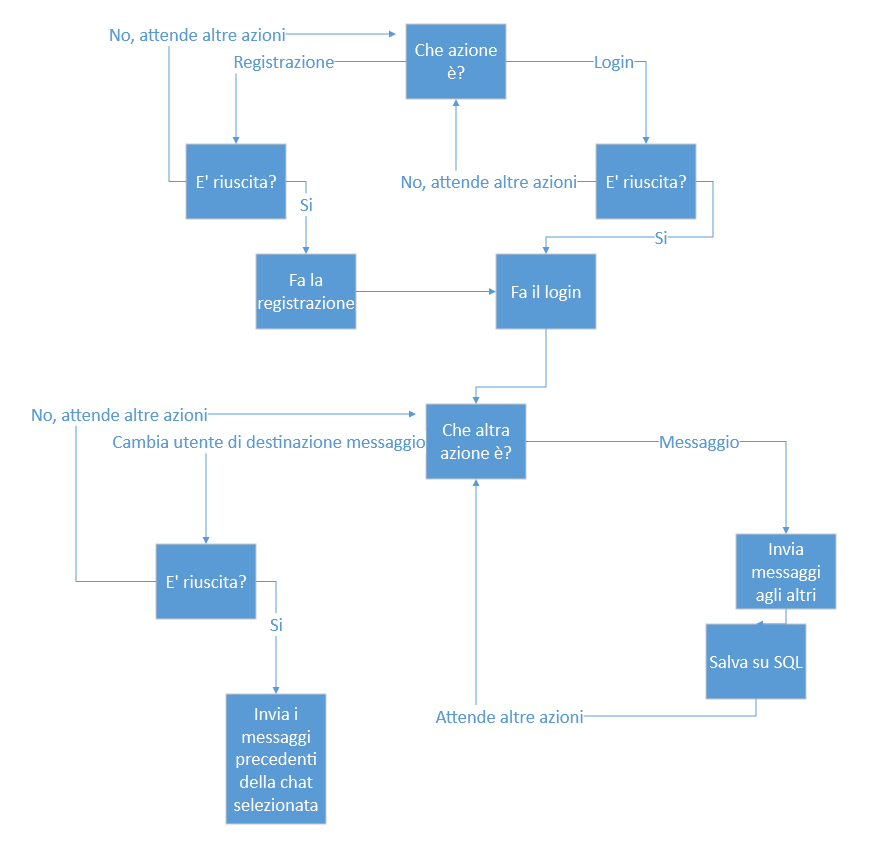 No, attende altre azioni
Che azione
è?
Registrazione
Login
E' riuscita?
No, attende altre azioni
E' riuscita?
Si
Si
Fa la
registrazione
Fa il login
No, attende altre azioni
Che altra
azione è?
Cambia utente di destinazione messaggio
Messaggio
Invia
messaggi
agli altri
E' riuscita?
Si
Salva su SQL
Invia i
messaggi
precedenti
della chat
selezionata
Attende altre azioni